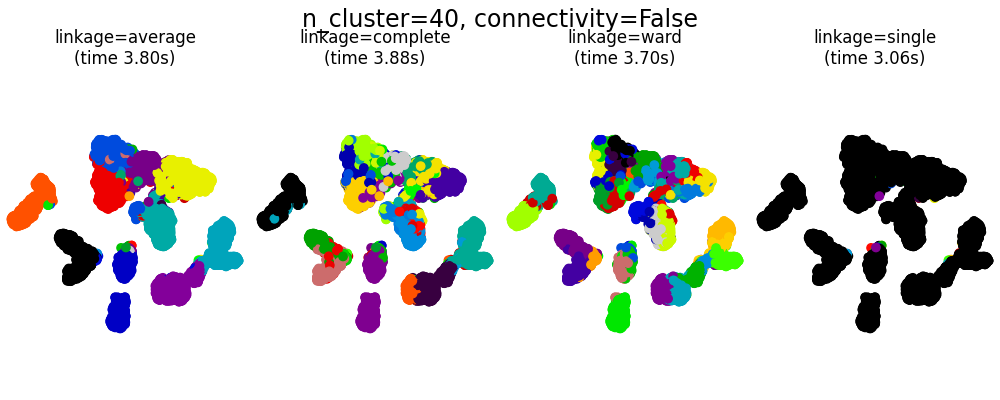 n_cluster=40, connectivity=False
linkage=average
(time 3.80s)
linkage=complete
(time 3.88s)
linkage=ward
(time 3.70s)
linkage=single
(time 3.06s)